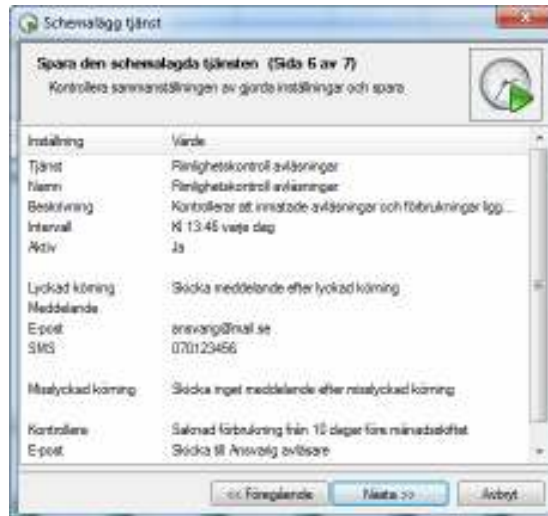 Schemalägg tjänst
Spara den schemalagda tjänsten (Sida 6 av 7)
Kontrollera sammanställningen av gjorda inställningar och spara
Inställning Värde
Tjänst Rimlighetskontroll avläsningar
Namn Rimlighetskontroll avläsningar
Beskrivning Kontrollerar att inmatade avläsningar och förbrukningar ligg...
Intervall Kl 13:45 varje dag
Aktiv Ja
Lyckad körning Skicka meddelande efter lyckad körning
Meddelande
E-post ansvarig@mail.se
SMS 070123456
Misslyckad körning Skicka inget meddelande efter misslyckad körning
Kontrollera Saknad förbrukning från 10 dagar före månadsskiftet
E-post Skicka till Ansvarig avläsare
<< Föregående Nästa >> Avbryt